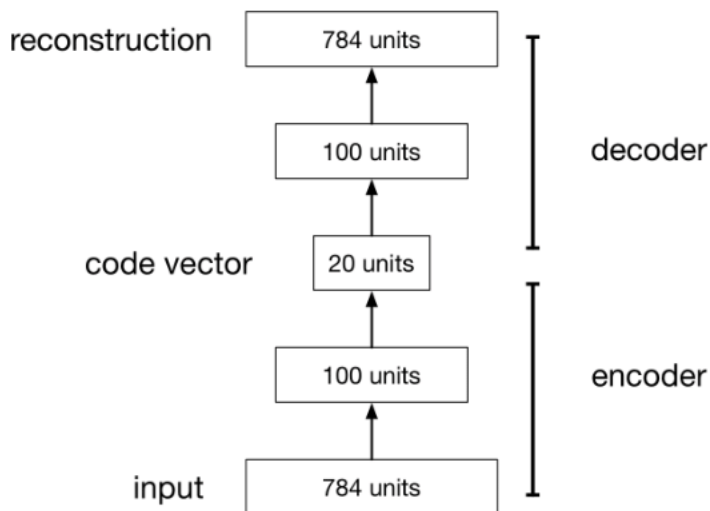 reconstruction 784 units
100 units decoder
code vector 20 units
100 units encoder
input 784 units